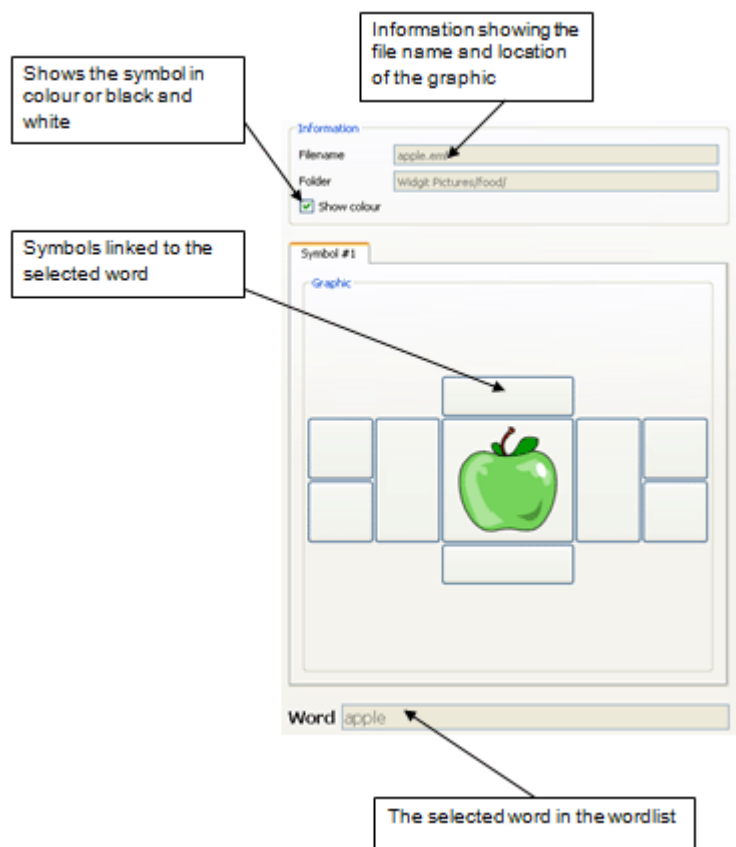 Information showing the
file name and location
of the graphic
Shows the symbol in
colour or black and
white
Information
Filename apple.emf
Folder Widgit Pictures/food/
Show colour
Symbols linked to the
selected word
Symbol #1
Graphic
Word apple
The selected word in the wordlist